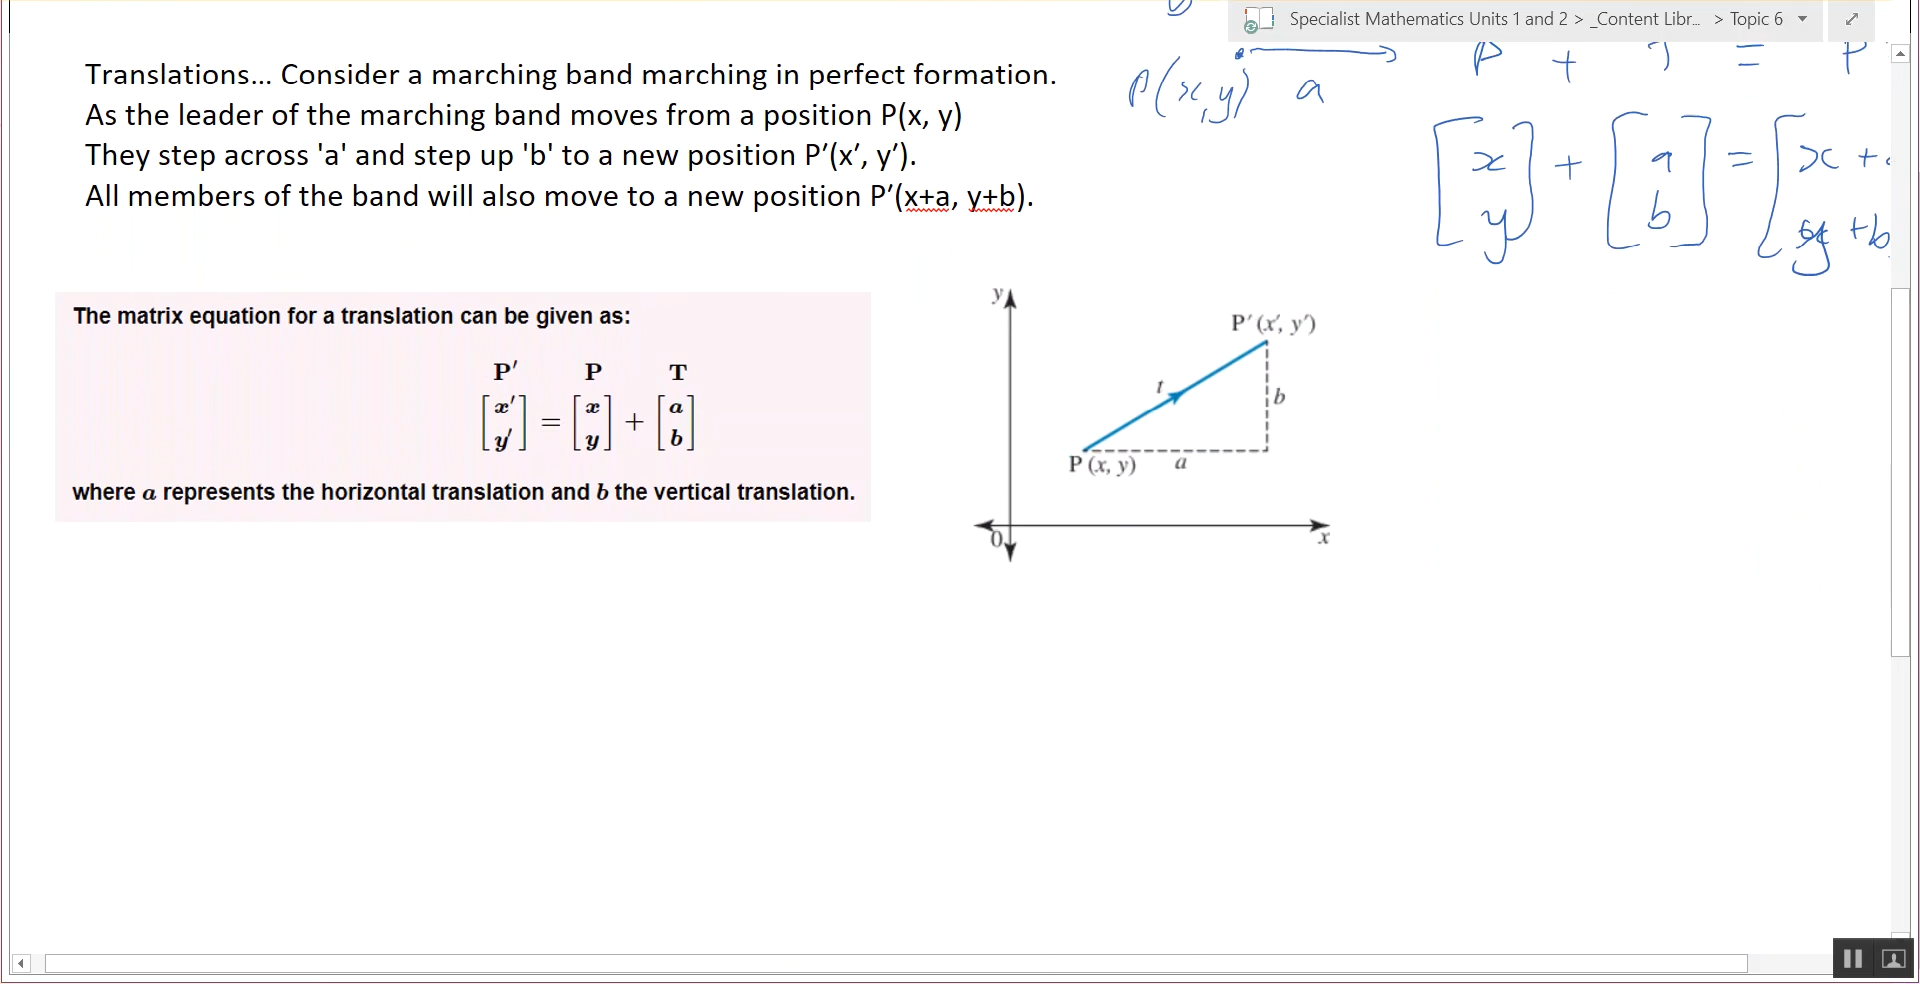 Specialist Mathematics Units 1 and 2 > _Content Libr... > Topic 6
Translations... Consider a marching band marching in perfect formation.
As the leader of the marching band moves from a position P(x, y)
They step across 'a' and step up 'b' to a new position P′(x′, y′).
All members of the band will also move to a new position P′(x+a, y+b).
P(x,y) a
P + T = P
[x y] + [a b] = [x + y + b
The matrix equation for a translation can be given as:
P′ P T
[x′ y′] = [x y] + [a b]
where a represents the horizontal translation and b the vertical translation.
y
P′ (x′, y′)
t
b
P (x, y) a
0
x